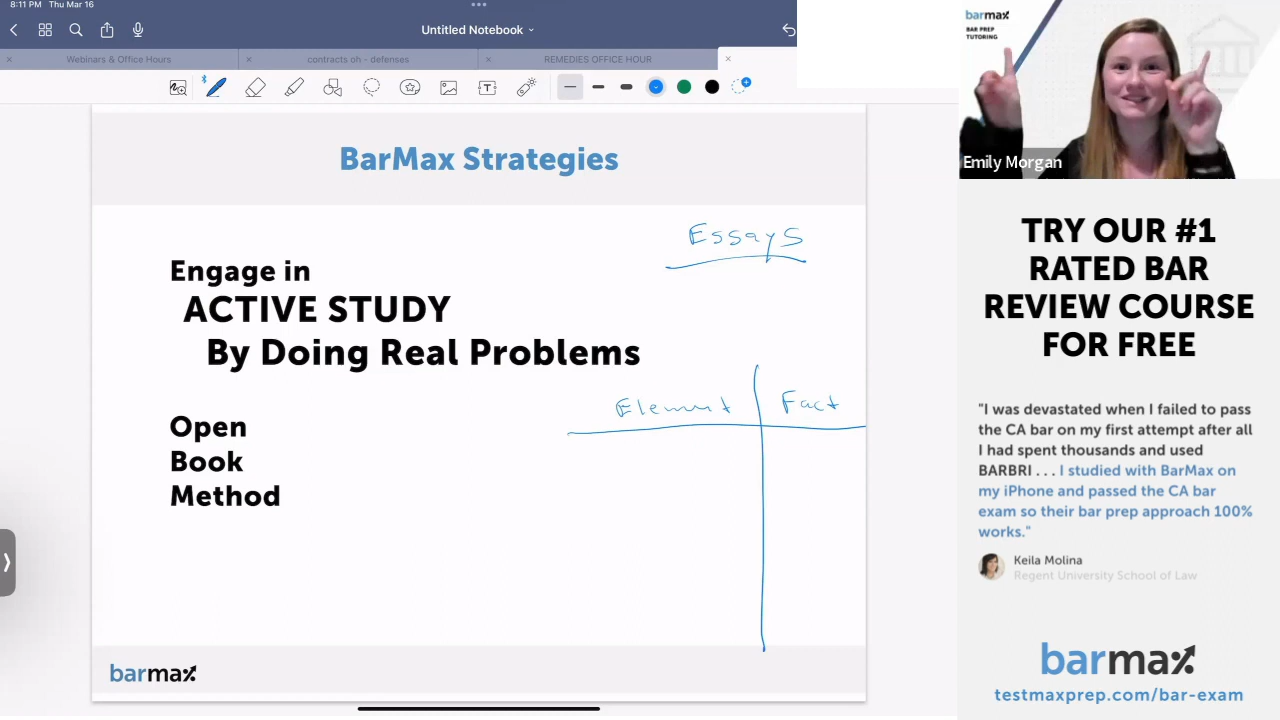 8:11 PM Thu Mar 16
Untitled Notebook
Webinars & Office Hours
contracts oh - defenses
REMEDIES OFFICE HOUR
BarMax Strategies
Essays
Engage in
ACTIVE STUDY
By Doing Real Problems
Element Fact
Open
Book
Method
barmax
barmax
BAR PREP
TUTORING
Emily Morgan
TRY OUR #1
RATED BAR
REVIEW COURSE
FOR FREE
"I was devastated when I failed to pass
the CA bar on my first attempt after all
I had spent thousands and used
BARBRI . . . I studied with BarMax on
my iPhone and passed the CA bar
exam so their bar prep approach 100%
works."
Keila Molina
Regent University School of Law
barmax
testmaxprep.com/bar-exam